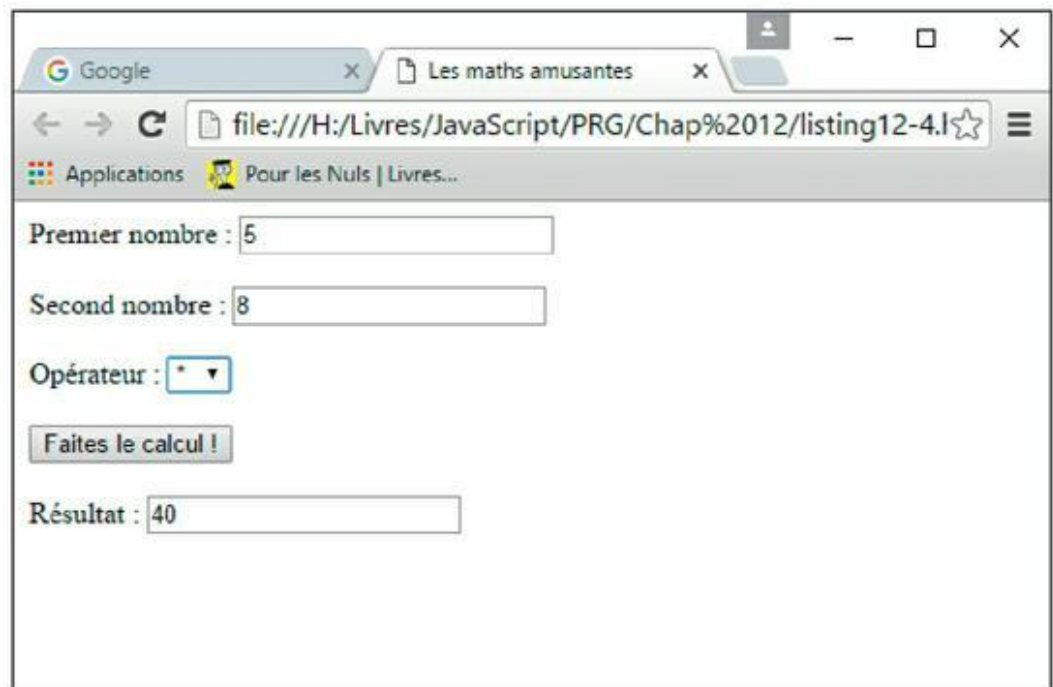 Google
Les maths amusantes
file:///H:/Livres/JavaScript/PRG/Chap%2012/listing12-4.l
Applications Pour les Nuls | Livres...
Premier nombre : 5
Second nombre : 8
Opérateur : *
Faites le calcul !
Résultat : 40